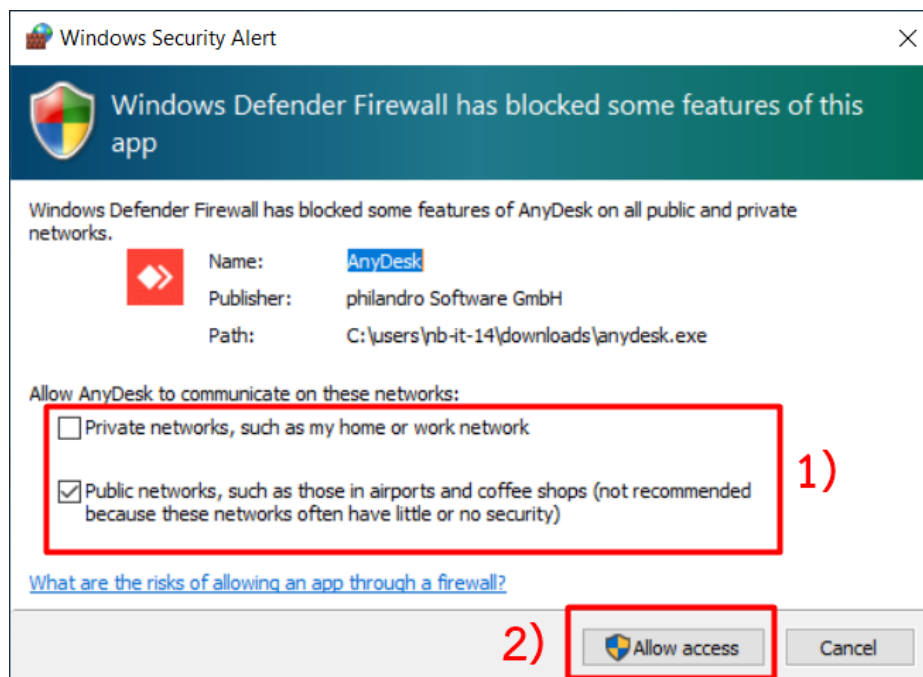 Windows Security Alert
Windows Defender Firewall has blocked some features of this
app
Windows Defender Firewall has blocked some features of AnyDesk on all public and private
networks.
Name: AnyDesk
Publisher: philandro Software GmbH
Path: C:\users\nb-it-14\downloads\anydesk.exe
Allow AnyDesk to communicate on these networks:
Private networks, such as my home or work network
1)
Public networks, such as those in airports and coffee shops (not recommended
because these networks often have little or no security)
What are the risks of allowing an app through a firewall?
2) Allow access Cancel